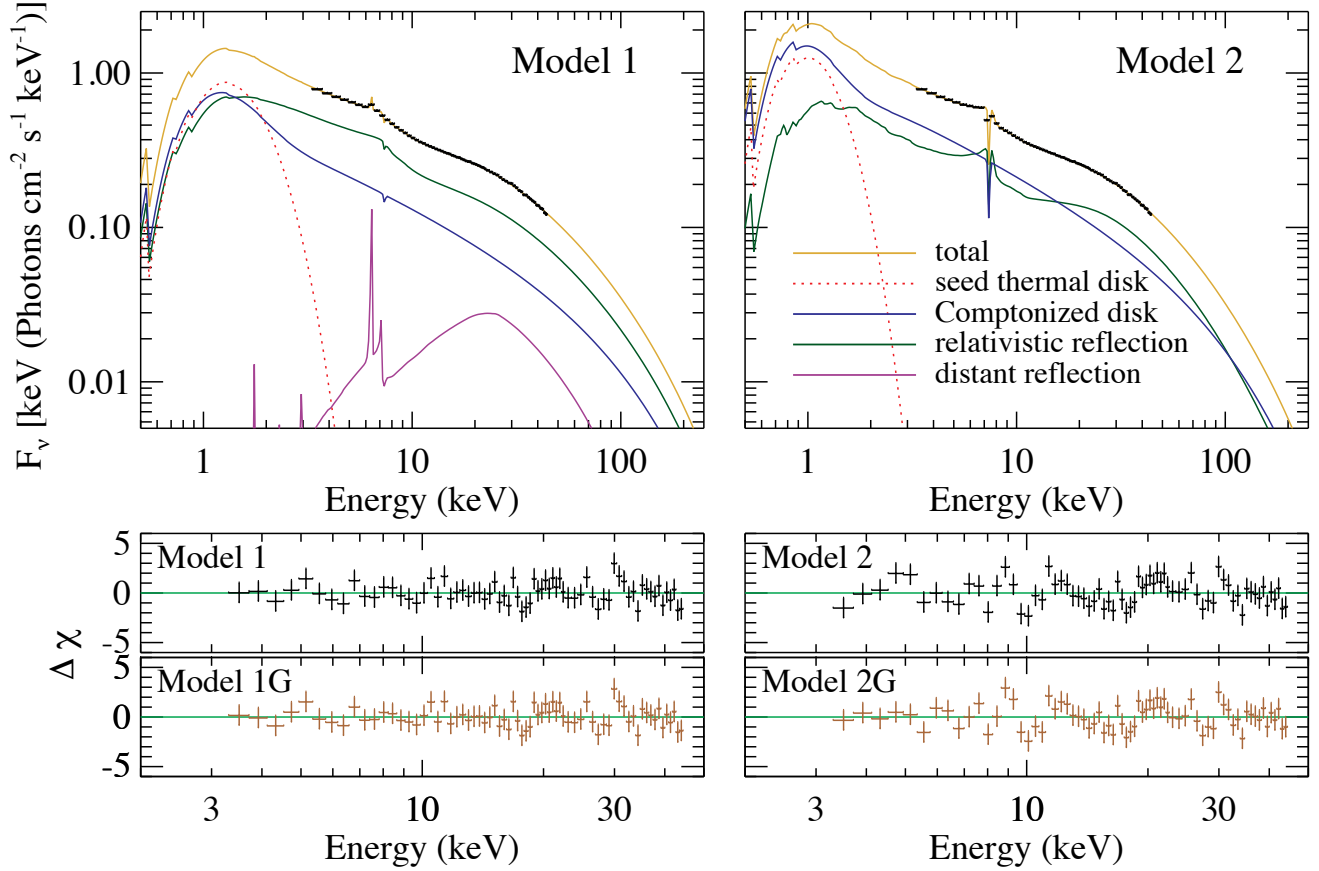 F_ν [keV (Photons cm⁻² s⁻¹ keV⁻¹)]
1.00
0.10
0.01
Model 1
1 10 100
Energy (keV)
Model 2
total
seed thermal disk
Comptonized disk
relativistic reflection
distant reflection
1 10 100
Energy (keV)
Δ χ
5
0
-5
Model 1
Model 2
5
0
-5
Model 1G
3 10 30
Energy (keV)
Model 2G
3 10 30
Energy (keV)